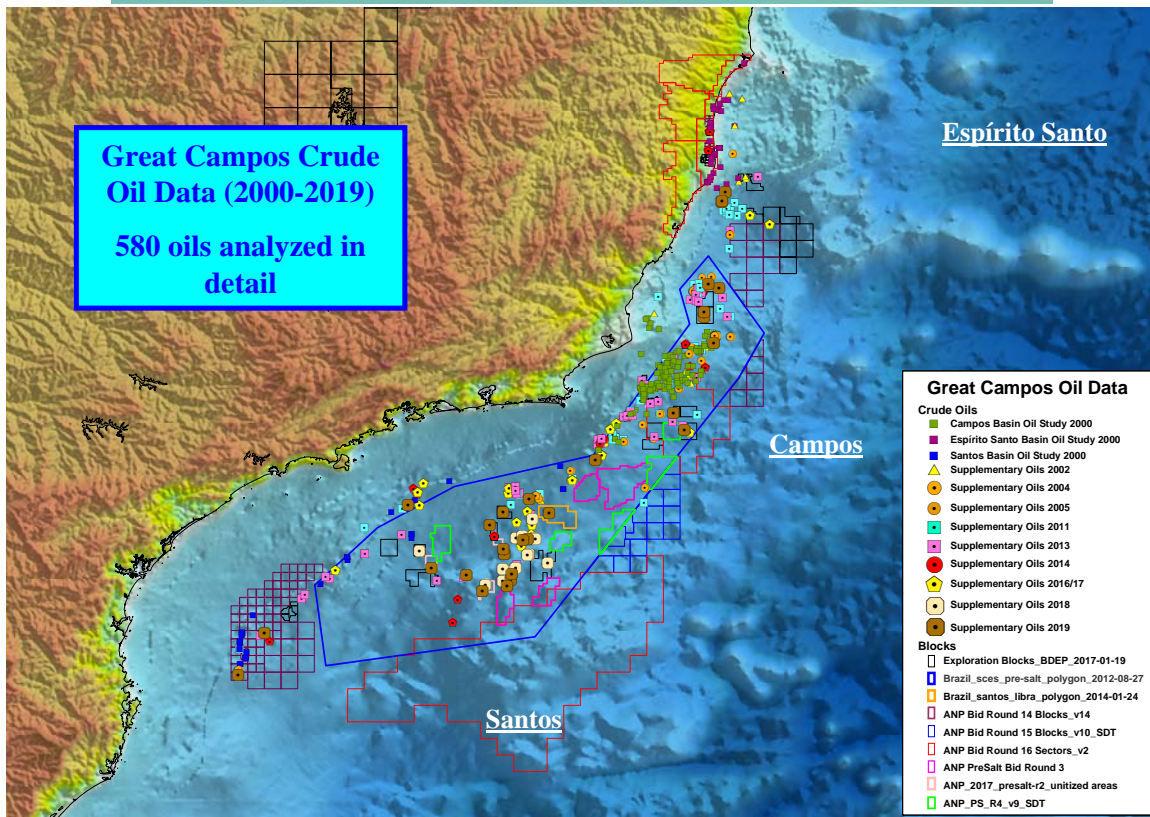 Great Campos Crude
Oil Data (2000-2019)
580 oils analyzed in
detail
Espírito Santo
Campos
Santos
Great Campos Oil Data
Crude Oils
Campos Basin Oil Study 2000
Espírito Santo Basin Oil Study 2000
Santos Basin Oil Study 2000
Supplementary Oils 2002
Supplementary Oils 2004
Supplementary Oils 2005
Supplementary Oils 2011
Supplementary Oils 2013
Supplementary Oils 2014
Supplementary Oils 2016/17
Supplementary Oils 2018
Supplementary Oils 2019
Blocks
Exploration Blocks_BDEP_2017-01-19
Brazil_sces_pre-salt_polygon_2012-08-27
Brazil_santos_libra_polygon_2014-01-24
ANP Bid Round 14 Blocks_v14
ANP Bid Round 15 Blocks_v10_SDT
ANP Bid Round 16 Sectors_v2
ANP PreSalt Bid Round 3
ANP_2017_presalt-r2_unitized areas
ANP_PS_R4_v9_SDT